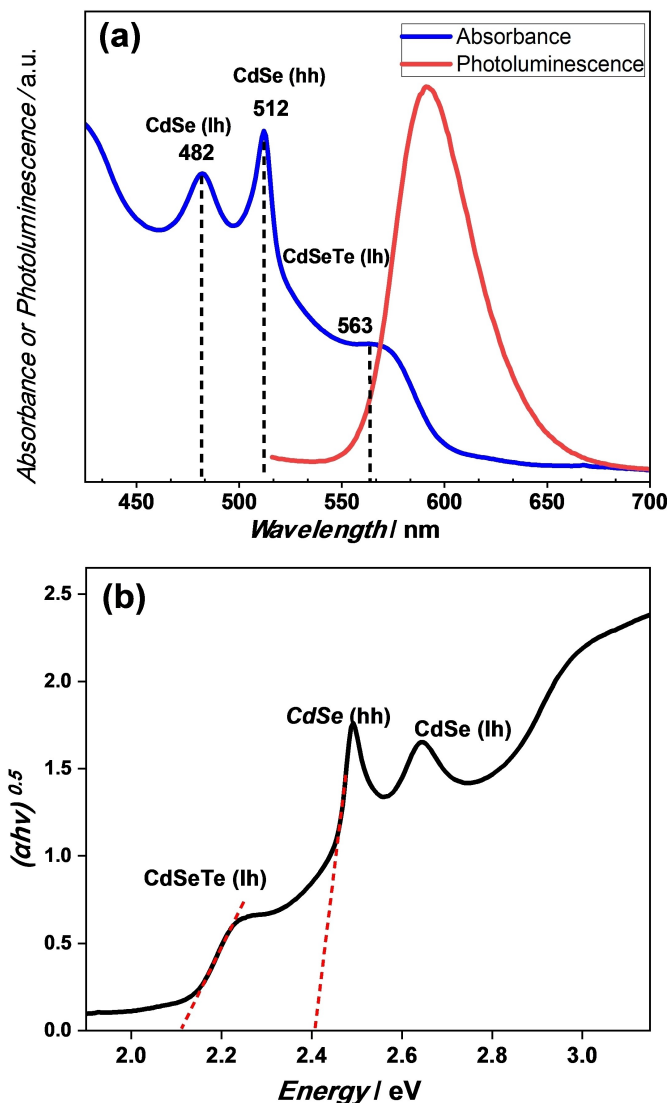 (a)
Absorbance
Photoluminescence
CdSe (hh)
512
CdSe (lh)
482
CdSeTe (lh)
563
Absorbance or Photoluminescence / a.u.
450
500
550
600
650
700
Wavelength / nm
(b)
2.5
2.0
1.5
1.0
0.5
0.0
CdSe (hh)
CdSe (lh)
CdSeTe (lh)
(αhν) 0.5
2.0
2.2
2.4
2.6
2.8
3.0
Energy / eV